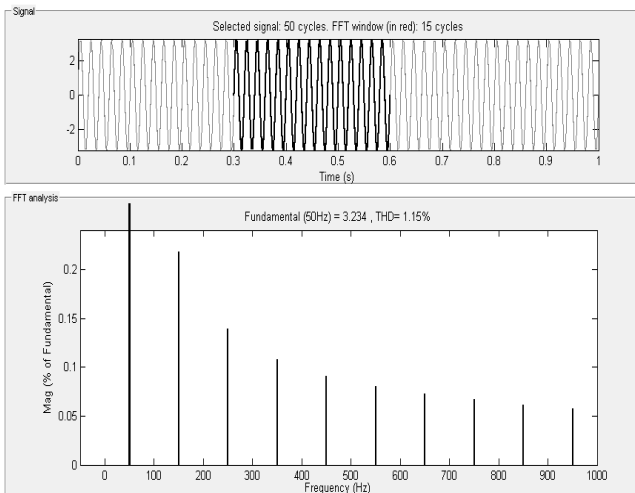 Signal
Selected signal: 50 cycles. FFT window (in red): 15 cycles
2
0
-2
0 0.1 0.2 0.3 0.4 0.5 0.6 0.7 0.8 0.9 1
Time (s)
FFT analysis
Fundamental (50Hz) = 3.234 , THD= 1.15%
Mag (% of Fundamental)
0.2
0.15
0.1
0.05
0
0 100 200 300 400 500 600 700 800 900 1000
Frequency (Hz)